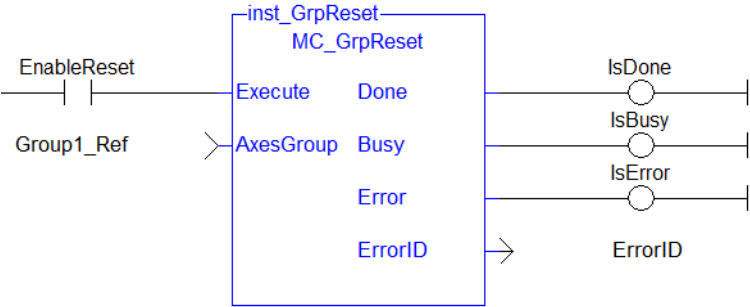 inst_GrpReset
MC_GrpReset
EnableReset
IsDone
Execute Done
IsBusy
Group1_Ref AxesGroup Busy
IsError
Error
ErrorID ErrorID